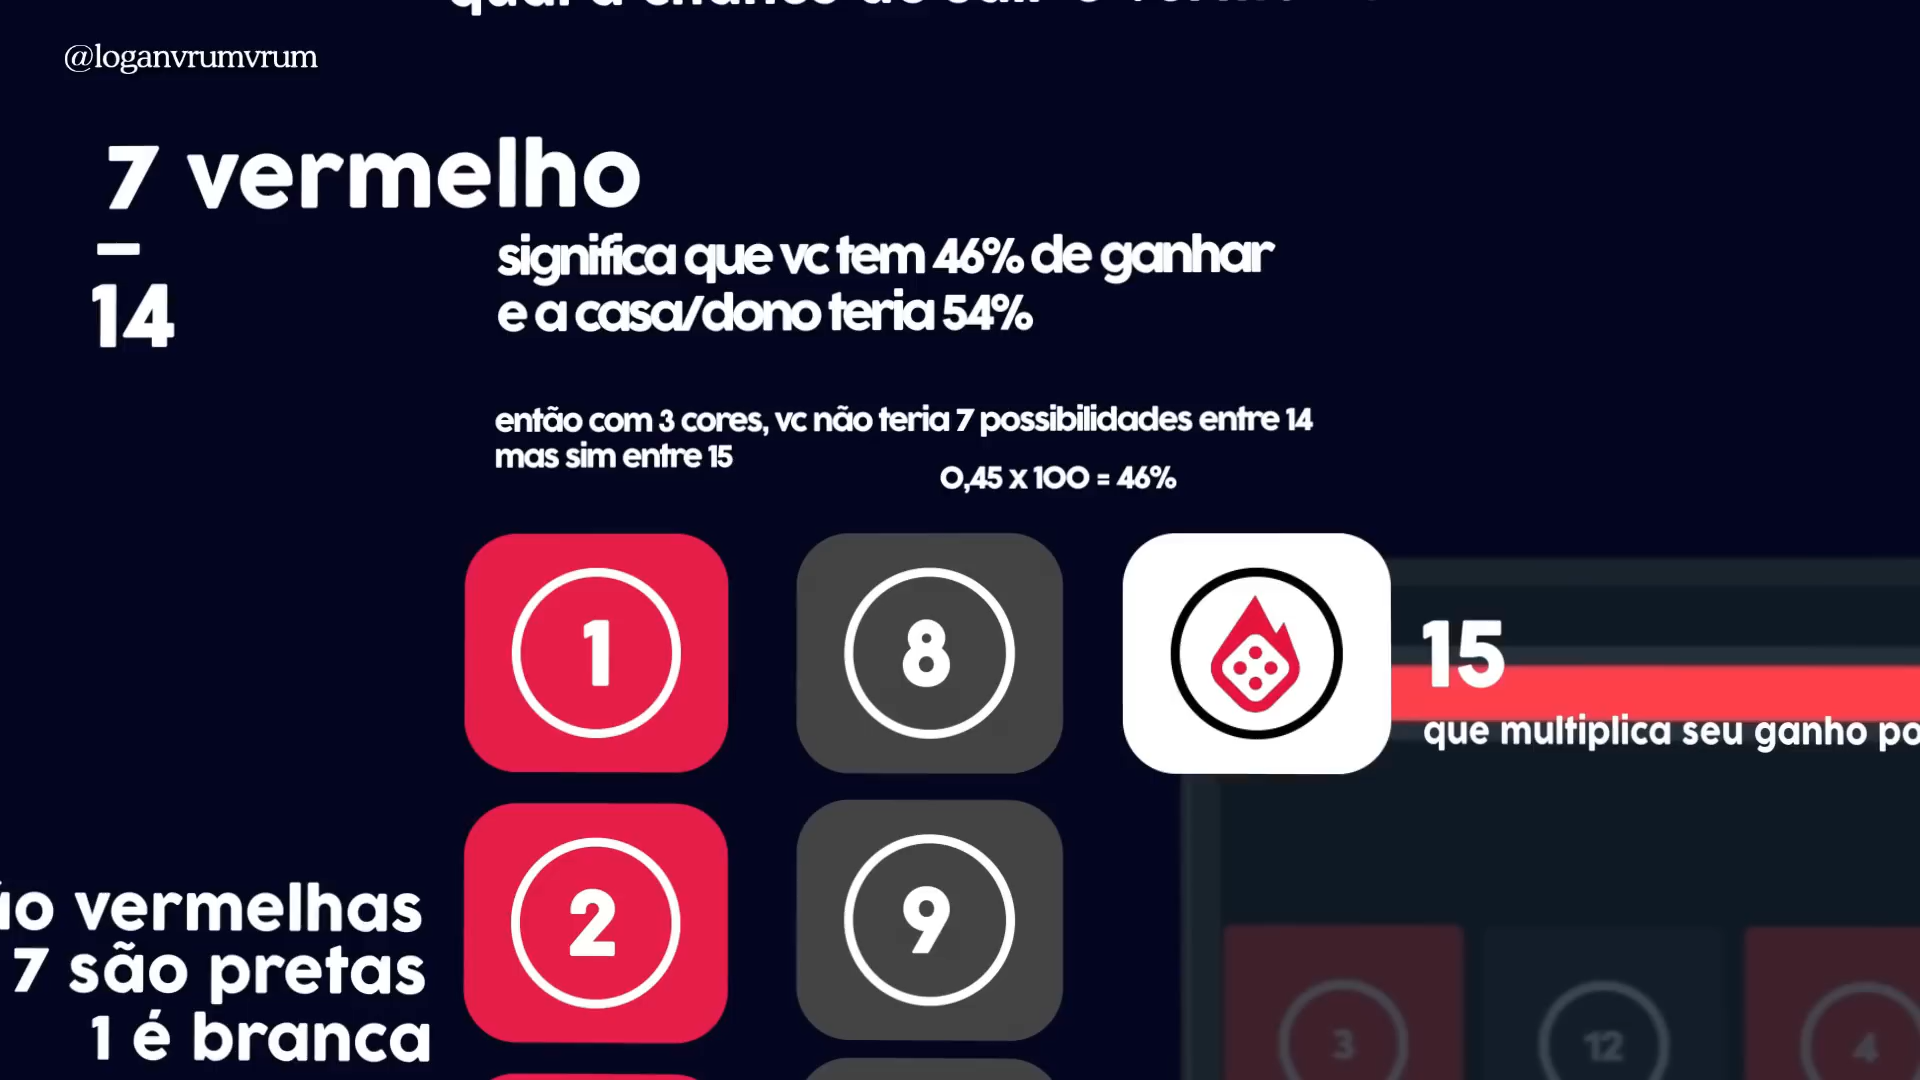 @loganvrumvrum
7 vermelho
14
significa que vc tem 46% de ganhar
e a casa/dono teria 54%
então com 3 cores, vc não teria 7 possibilidades entre 14
mas sim entre 15
0,45 x 100 = 46%
1
8
15
que multiplica seu ganho
2
9
vermelhas
7 são pretas
1 é branca
3
12
4